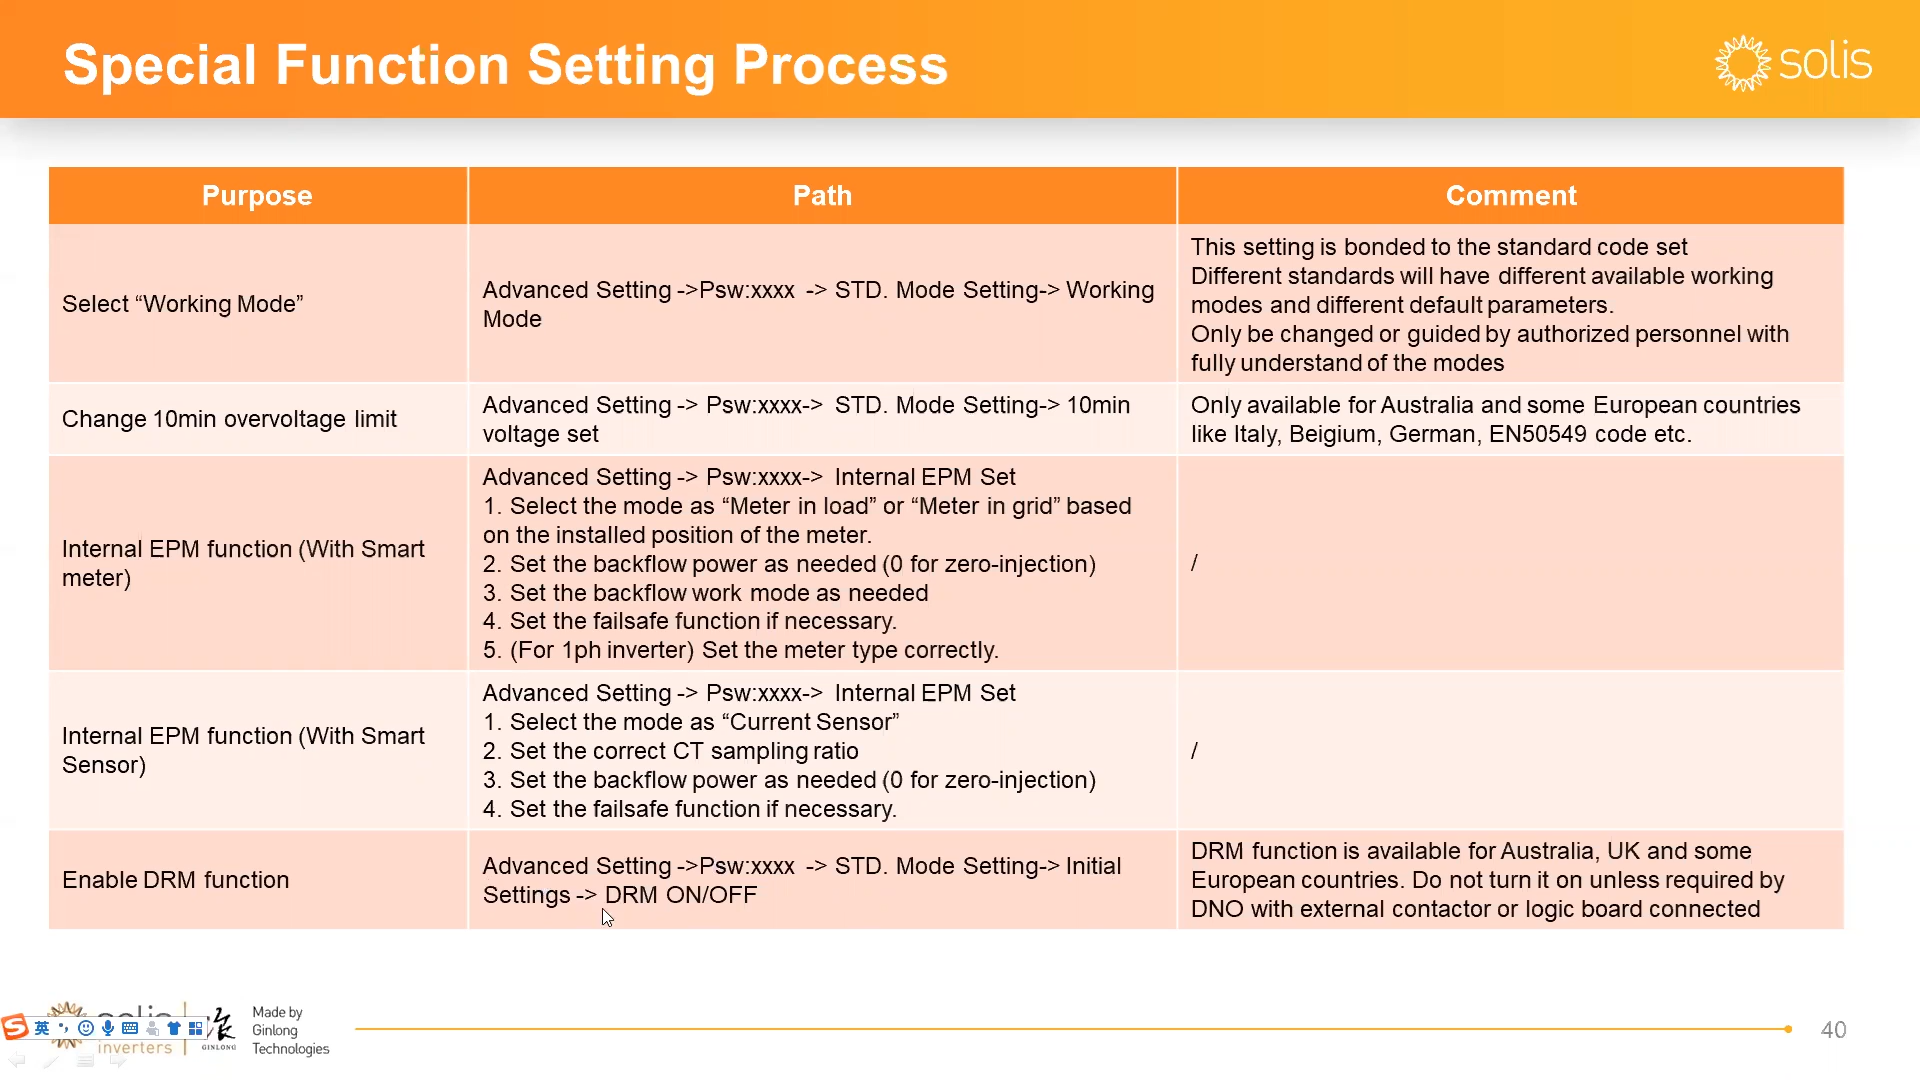 Special Function Setting Process
solis
Purpose
Path
Comment
Select “Working Mode”
Advanced Setting ->Psw:xxxx -> STD. Mode Setting-> Working
Mode
This setting is bonded to the standard code set
Different standards will have different available working
modes and different default parameters.
Only be changed or guided by authorized personnel with
fully understand of the modes
Change 10min overvoltage limit
Advanced Setting -> Psw:xxxx-> STD. Mode Setting-> 10min
voltage set
Only available for Australia and some European countries
like Italy, Beigium, German, EN50549 code etc.
Internal EPM function (With Smart
meter)
Advanced Setting -> Psw:xxxx-> Internal EPM Set
1. Select the mode as “Meter in load” or “Meter in grid” based
on the installed position of the meter.
2. Set the backflow power as needed (0 for zero-injection)
3. Set the backflow work mode as needed
4. Set the failsafe function if necessary.
5. (For 1ph inverter) Set the meter type correctly.
/
Internal EPM function (With Smart
Sensor)
Advanced Setting -> Psw:xxxx-> Internal EPM Set
1. Select the mode as “Current Sensor”
2. Set the correct CT sampling ratio
3. Set the backflow power as needed (0 for zero-injection)
4. Set the failsafe function if necessary.
/
Enable DRM function
Advanced Setting ->Psw:xxxx -> STD. Mode Setting-> Initial
Settings -> DRM ON/OFF
DRM function is available for Australia, UK and some
European countries. Do not turn it on unless required by
DNO with external contactor or logic board connected
英
inverters
GINLONG
Made by
Ginlong
Technologies
40